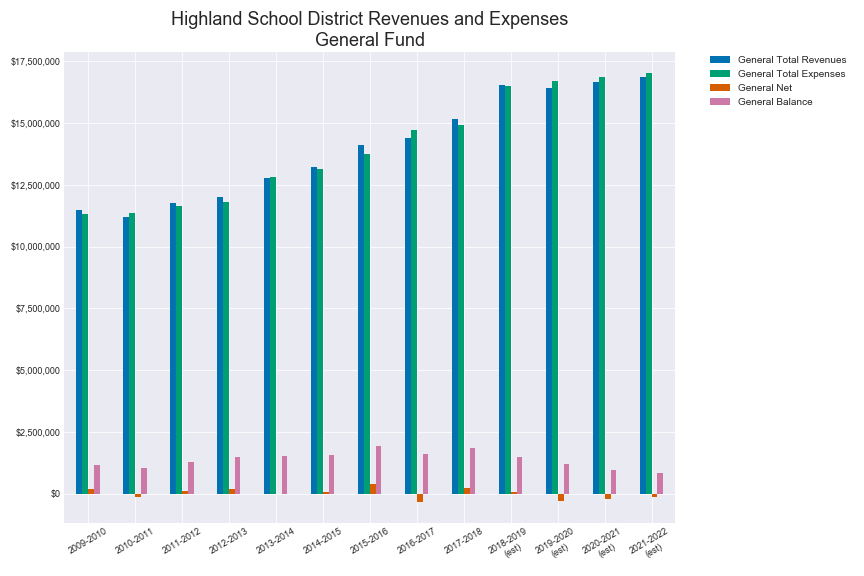 Highland School District Revenues and Expenses
General Fund
$17,500,000
$15,000,000
$12,500,000
$10,000,000
$7,500,000
$5,000,000
$2,500,000
$0
2009-2010
2010-2011
2011-2012
2012-2013
2013-2014
2014-2015
2015-2016
2016-2017
2017-2018
2018-2019
(est)
2019-2020
(est)
2020-2021
(est)
2021-2022
(est)
General Total Revenues
General Total Expenses
General Net
General Balance